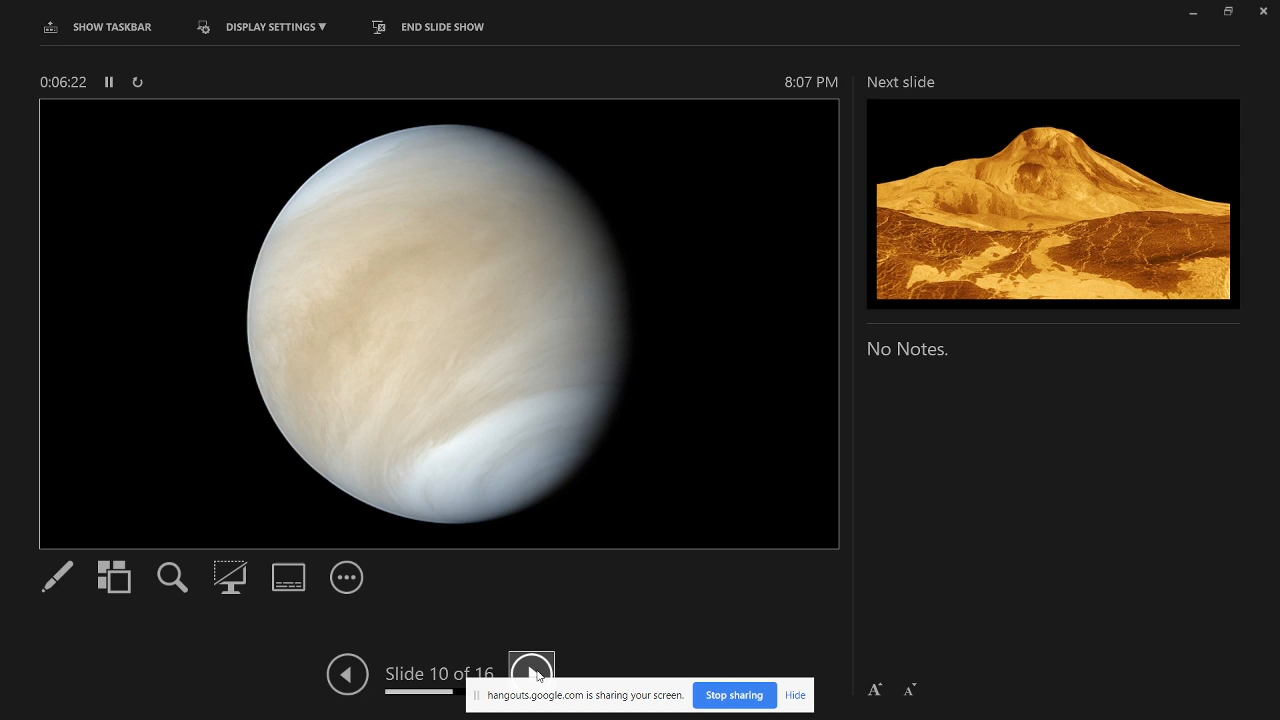 SHOW TASKBAR
DISPLAY SETTINGS ▼
END SLIDE SHOW
0:06:22
8:07 PM
Next slide
No Notes.
Slide 10 of 16
hangouts.google.com is sharing your screen.
Stop sharing
Hide
A
A